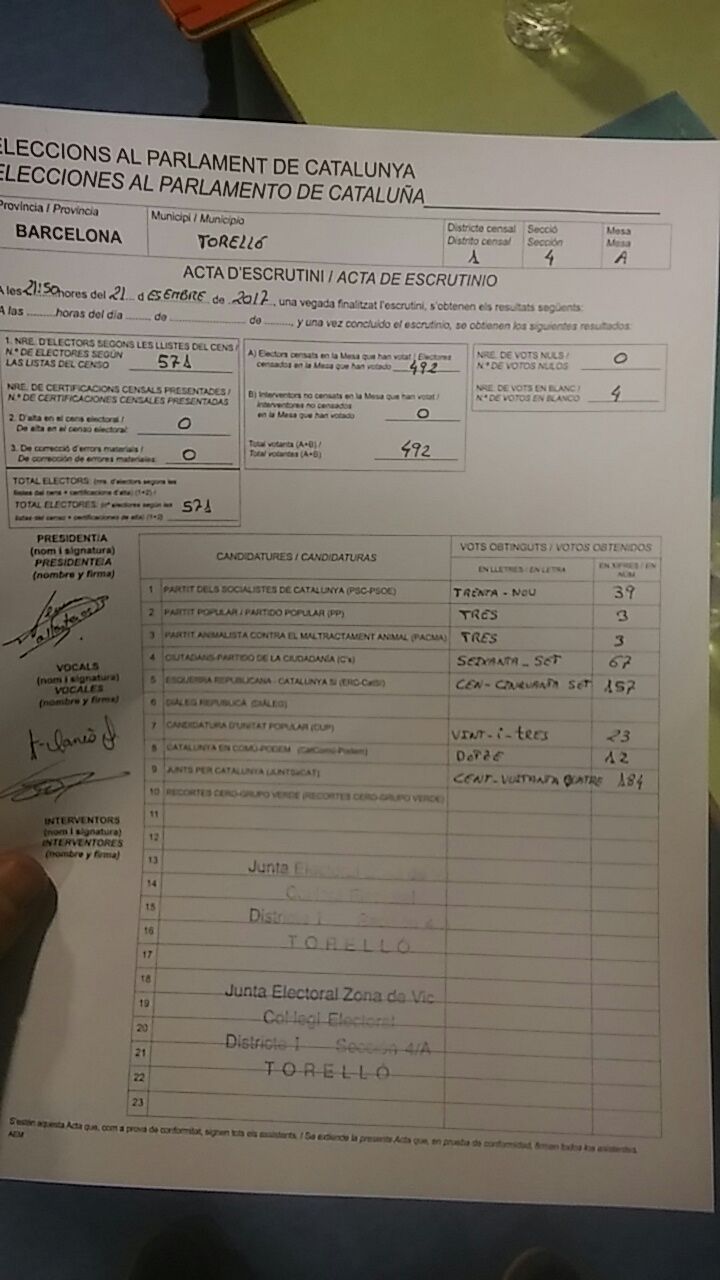 ELECCIONS AL PARLAMENT DE CATALUNYA
ELECCIONES AL PARLAMENTO DE CATALUÑA
Província / Provincia
BARCELONA
Municipi / Municipio
TORELLÓ
Districte censal
Distrito censal
1
Secció
Sección
4
Mesa
Mesa
A
ACTA D'ESCRUTINI / ACTA DE ESCRUTINIO
A les 21:50 hores del 21 d ESEMBRE de 2017, una vegada finalitzat l'escrutini, s'obtenen els resultats següents:
A las ......... horas del día ....... de ............................ de ........, y una vez concluido el escrutinio, se obtienen los siguientes resultados:
1. NRE. D'ELECTORS SEGONS LES LLISTES DEL CENS /
N.º DE ELECTORES SEGÚN
LAS LISTAS DEL CENSO 571
NRE. DE CERTIFICACIONS CENSALS PRESENTADES /
N.º DE CERTIFICACIONES CENSALES PRESENTADAS
2. D'alta en el cens electoral /
De alta en el censo electoral: 0
3. De correcció d'errors materials /
De corrección de errores materiales: 0
TOTAL ELECTORS: (nre. d'electors segons les
llistes del cens + certificacions d'alta) (1+2) /
TOTAL ELECTORES: (nº electores según las 571
listas del censo + certificaciones de alta) (1+2)
A) Electors censats en la Mesa que han votat / Electores
censados en la Mesa que han votado 492
B) Interventors no censats en la Mesa que han votat /
Interventores no censados
en la Mesa que han votado 0
Total votants (A+B) /
Total votantes (A+B) 492
NRE. DE VOTS NULS /
N.º DE VOTOS NULOS 0
NRE. DE VOTS EN BLANC /
N.º DE VOTOS EN BLANCO 4
PRESIDENT/A
(nom i signatura)
PRESIDENTE/A
(nombre y firma)
VOCALS
(nom i signatura)
VOCALES
(nombre y firma)
INTERVENTORS
(nom i signatura)
INTERVENTORES
(nombre y firma)
CANDIDATURES / CANDIDATURAS
VOTS OBTINGUTS / VOTOS OBTENIDOS
EN LLETRES / EN LETRA
EN XIFRES / EN NÚM.
1 PARTIT DELS SOCIALISTES DE CATALUNYA (PSC-PSOE) TRENTA-NOU 39
2 PARTIT POPULAR / PARTIDO POPULAR (PP) TRES 3
3 PARTIT ANIMALISTA CONTRA EL MALTRACTAMENT ANIMAL (PACMA) TRES 3
4 CIUTADANS-PARTIDO DE LA CIUDADANÍA (C's) SEIXANTA-SET 67
5 ESQUERRA REPUBLICANA - CATALUNYA SÍ (ERC-CatSí) CEN-CINQUANTA SET 157
6 DIÀLEG REPUBLICÀ (DIÀLEG)
7 CANDIDATURA D'UNITAT POPULAR (CUP) VINT-i-TRES 23
8 CATALUNYA EN COMÚ-PODEM (CatComú-Podem) DOTZE 12
9 JUNTS PER CATALUNYA (JUNTSxCAT) CENT-VUITANTA QUATRE 184
10 RECORTES CERO-GRUPO VERDE (RECORTES CERO-GRUPO VERDE)
11
12
13
14
15
16
17
18
19
20
21
22
23
Junta Electoral Zona de
Col·legi Electoral
Districte 1 Secció 4
TORELLÓ
Junta Electoral Zona de Vic
Col·legi Electoral
Districte 1 Seccion 4/A
TORELLÓ
S'estén aquesta Acta que, com a prova de conformitat, signen tots els assistents. / Se extiende la presente Acta que, en prueba de conformidad, firman todos los asistentes.
AEM